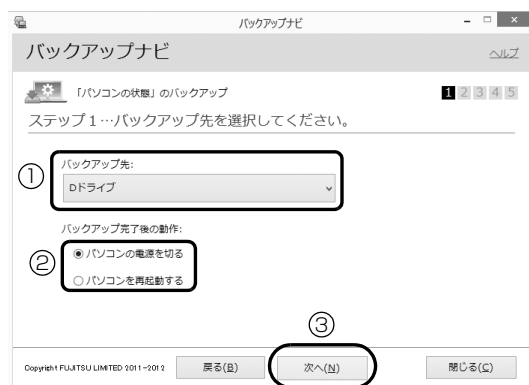 バックアップナビ
バックアップナビ
ヘルプ
「パソコンの状態」のバックアップ
1 2 3 4 5
ステップ1…バックアップ先を選択してください。
①
バックアップ先:
Dドライブ
バックアップ完了後の動作:
②
パソコンの電源を切る
パソコンを再起動する
③
Copyright FUJITSU LIMITED 2011-2012
戻る(B)
次へ(N)
閉じる(C)